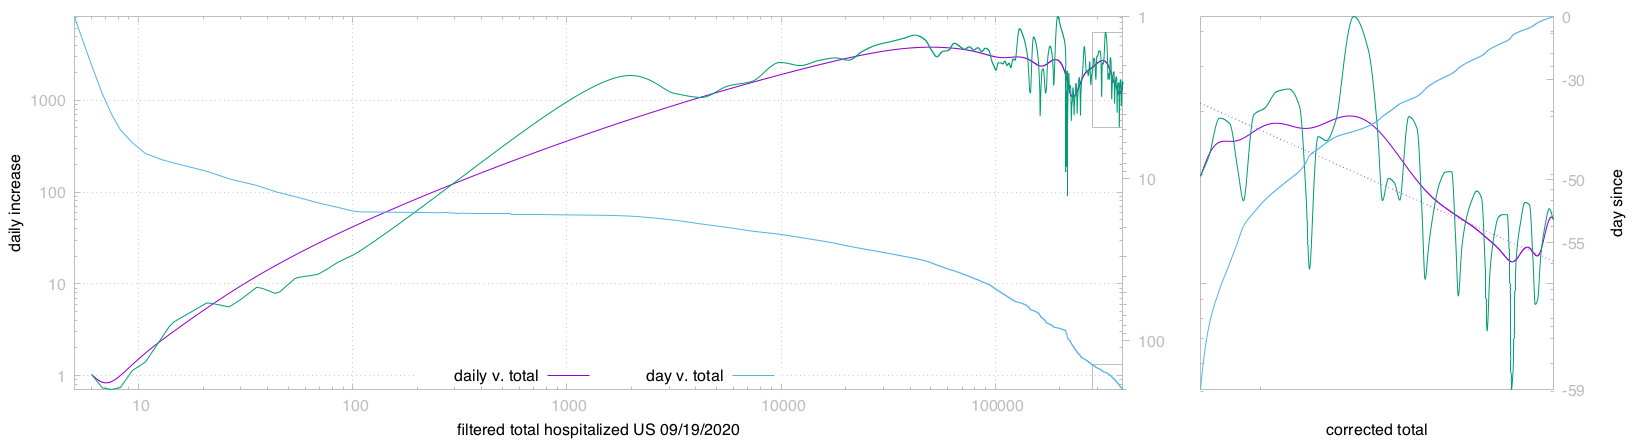 1000
100
10
1
daily increase
10
100
1000
10000
100000
1
10
100
daily v. total
day v. total
filtered total hospitalized US 09/19/2020
0
-30
-50
-55
-59
day since
corrected total